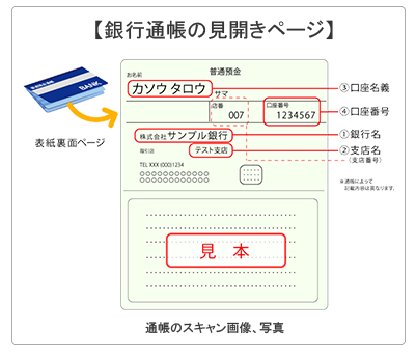 【銀行通帳の見開きページ】
BANK
表紙裏面ページ
普通預金
お名前
カソウ タロウ サマ
③口座名義
店番
007
口座番号
1234567
④口座番号
株式会社サンプル銀行
①銀行名
取引店
テスト支店
②支店名
(支店番号)
TEL XXX (000)123-4
※通帳によって
記載内容は異なります。
見本
通帳のスキャン画像、写真